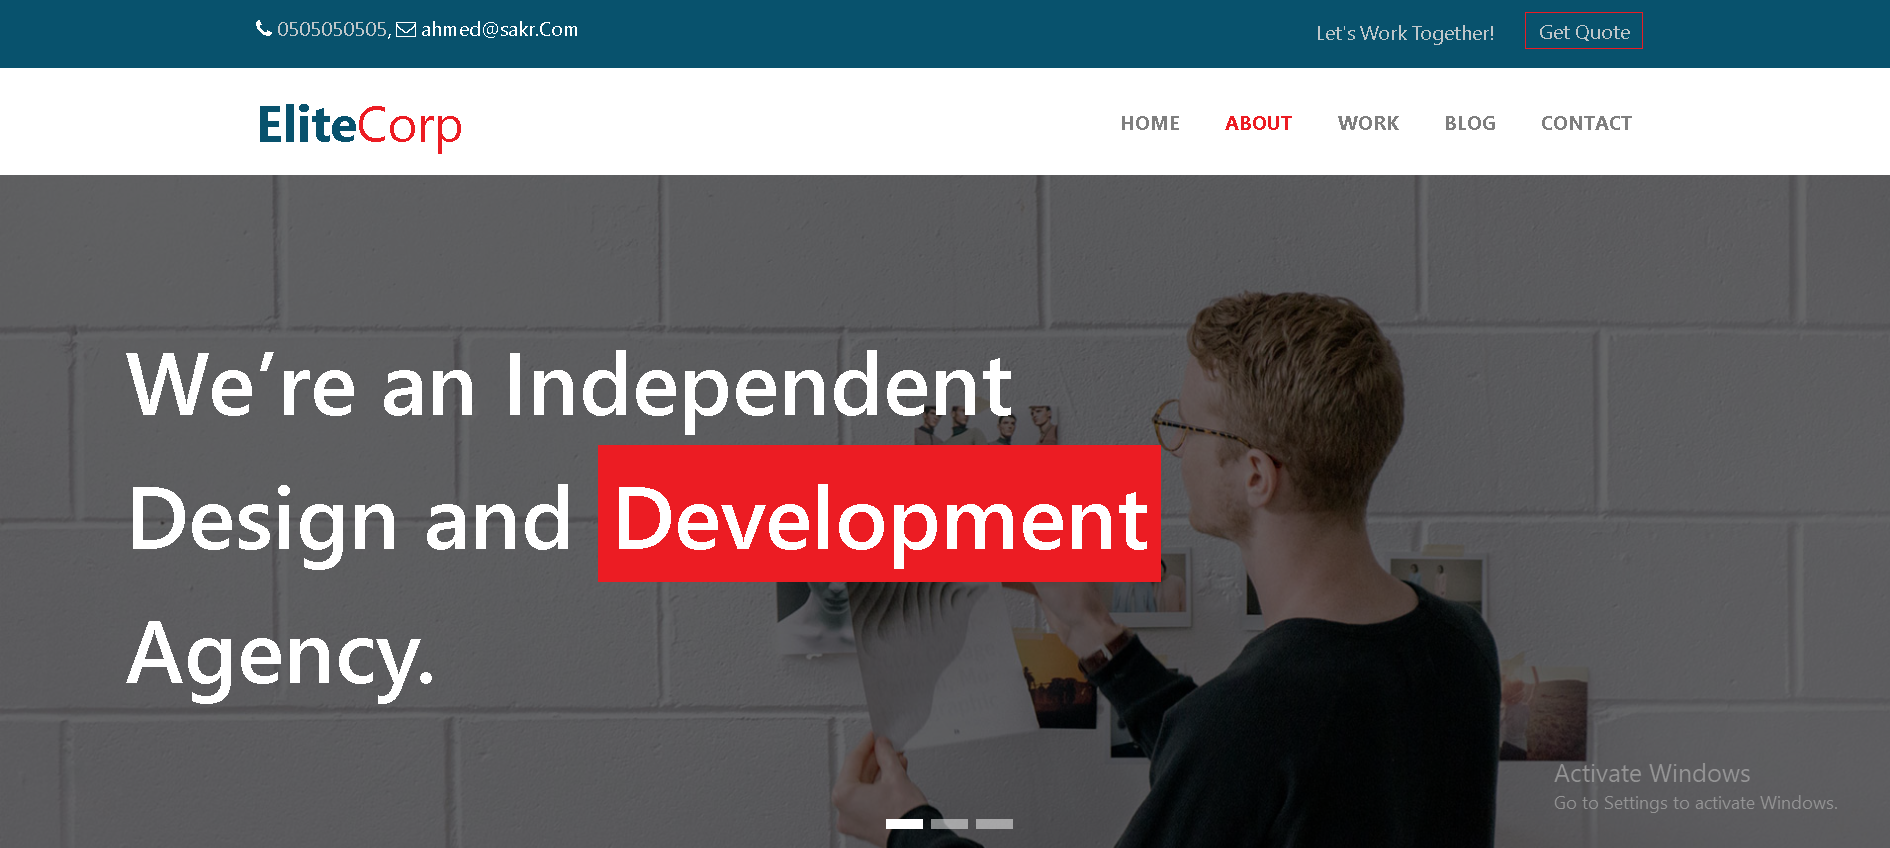 0505050505, ahmed@sakr.Com
Let's Work Together!
Get Quote
EliteCorp
HOME ABOUT WORK BLOG CONTACT
We’re an Independent
Design and Development
Agency.
Activate Windows
Go to Settings to activate Windows.